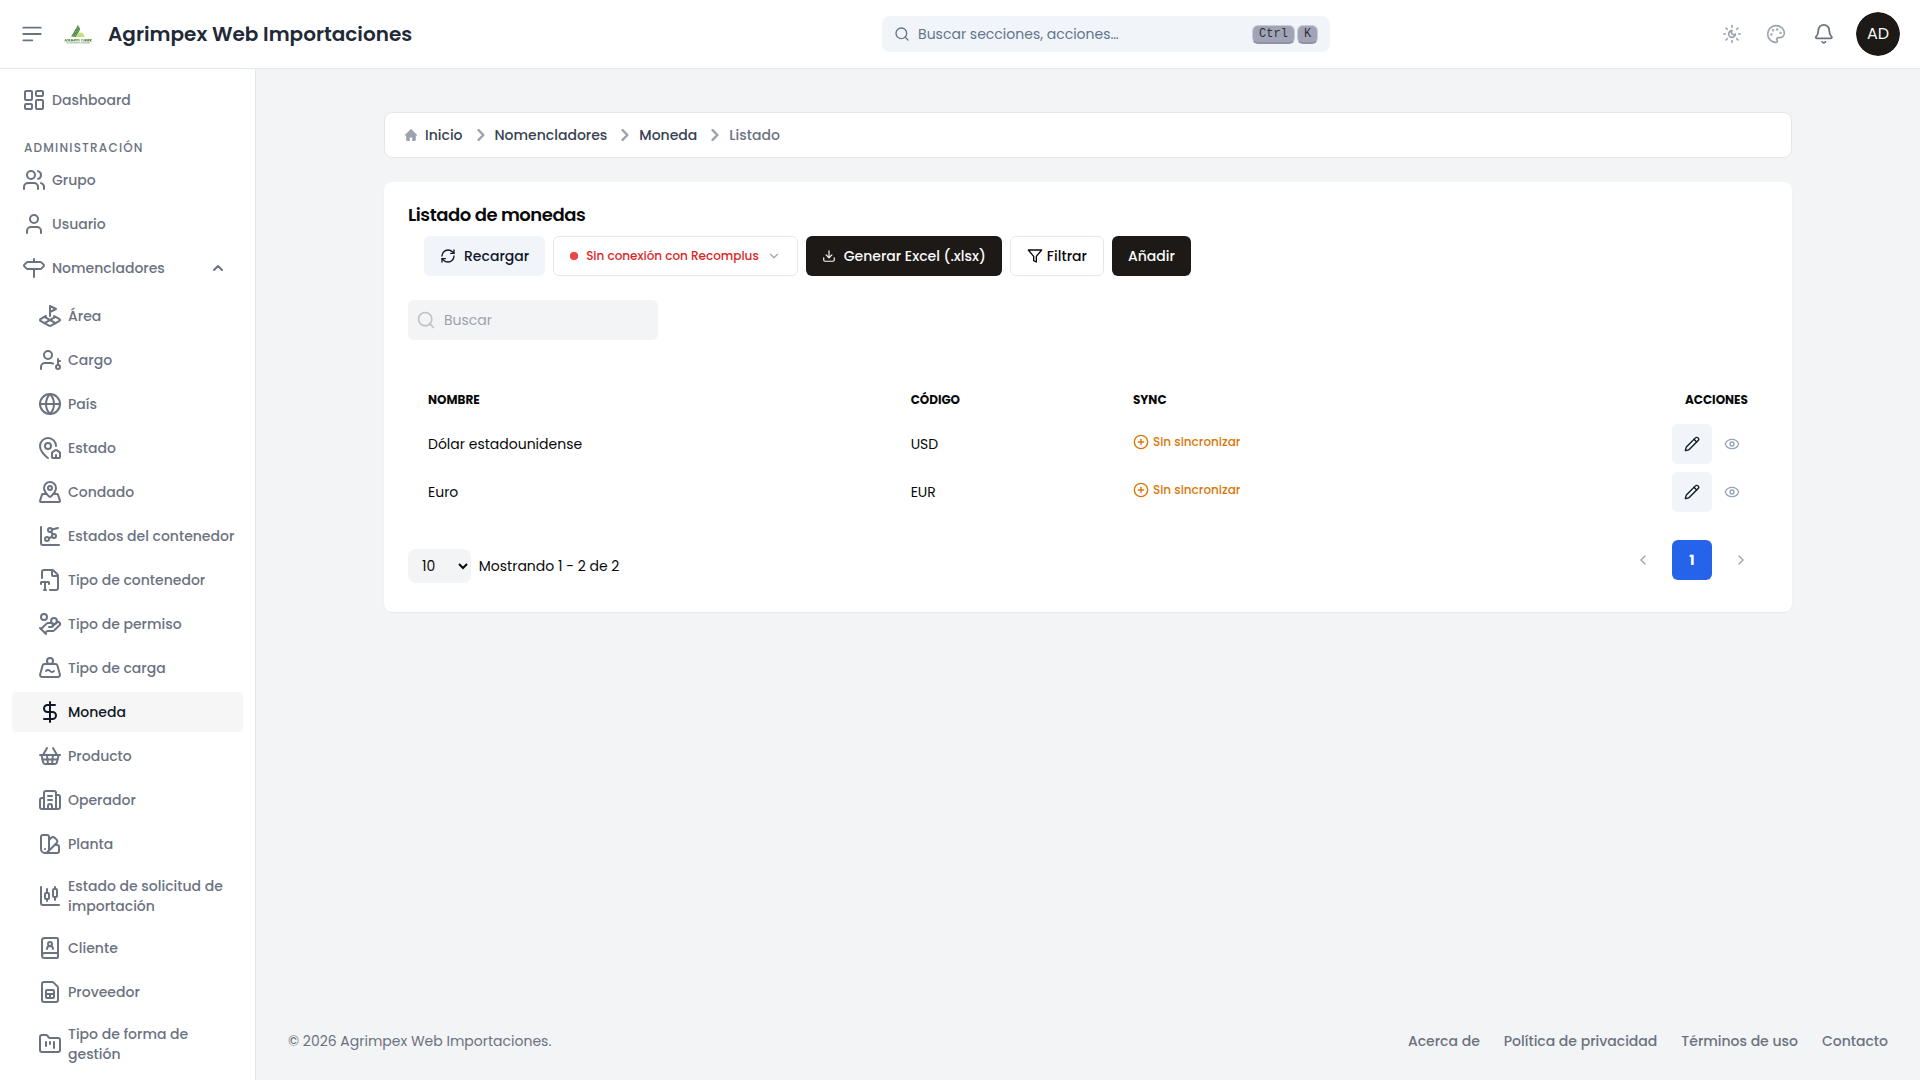 Agrimpex Web Importaciones
Buscar secciones, acciones...
Ctrl K
AD
Dashboard
ADMINISTRACIÓN
Grupo
Usuario
Nomencladores
Área
Cargo
País
Estado
Condado
Estados del contenedor
Tipo de contenedor
Tipo de permiso
Tipo de carga
Moneda
Producto
Operador
Planta
Estado de solicitud de
importación
Cliente
Proveedor
Tipo de forma de
gestión
Inicio Nomencladores Moneda Listado
Listado de monedas
Recargar Sin conexión con Recomplus Generar Excel (.xlsx) Filtrar Añadir
Buscar
NOMBRE CÓDIGO SYNC ACCIONES
Dólar estadounidense USD Sin sincronizar
Euro EUR Sin sincronizar
10 Mostrando 1 - 2 de 2 1
© 2026 Agrimpex Web Importaciones. Acerca de Política de privacidad Términos de uso Contacto